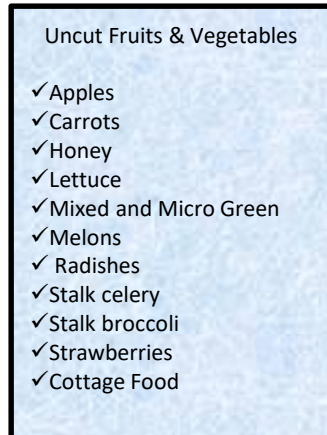 Uncut Fruits & Vegetables
✓Apples
✓Carrots
✓Honey
✓Lettuce
✓Mixed and Micro Green
✓Melons
✓ Radishes
✓Stalk celery
✓Stalk broccoli
✓Strawberries
✓Cottage Food